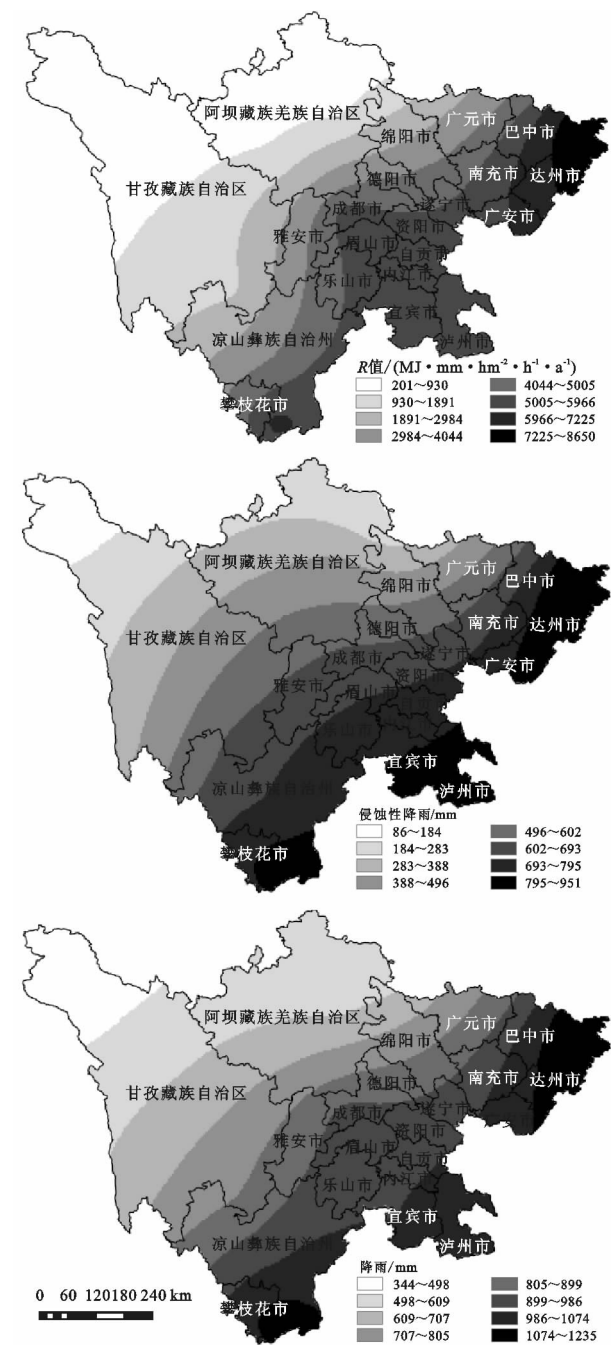 阿坝藏族羌族自治区
广元市
巴中市
绵阳市
甘孜藏族自治区
德阳市
南充市
达州市
成都市
遂宁市
广安市
雅安市
资阳市
眉山市
自贡市
乐山市
内江市
宜宾市
凉山彝族自治州
泸州市
攀枝花市
R值/(MJ·mm·hm⁻²·h⁻¹·a⁻¹)
201~930 4044~5005
930~1891 5005~5966
1891~2984 5966~7225
2984~4044 7225~8650
阿坝藏族羌族自治区
广元市
巴中市
绵阳市
甘孜藏族自治区
德阳市
南充市
达州市
成都市
遂宁市
广安市
雅安市
资阳市
眉山市
乐山市
宜宾市
凉山彝族自治州
泸州市
攀枝花市
侵蚀性降雨/mm
86~184 496~602
184~283 602~693
283~388 693~795
388~496 795~951
阿坝藏族羌族自治区
广元市
巴中市
绵阳市
甘孜藏族自治区
德阳市
南充市
达州市
成都市
遂宁市
雅安市
资阳市
眉山市
自贡市
乐山市
内江市
宜宾市
凉山彝族自治州
泸州市
攀枝花市
降雨/mm
344~498 805~899
498~609 899~986
609~707 986~1074
707~805 1074~1235
0 60 120 180 240 km